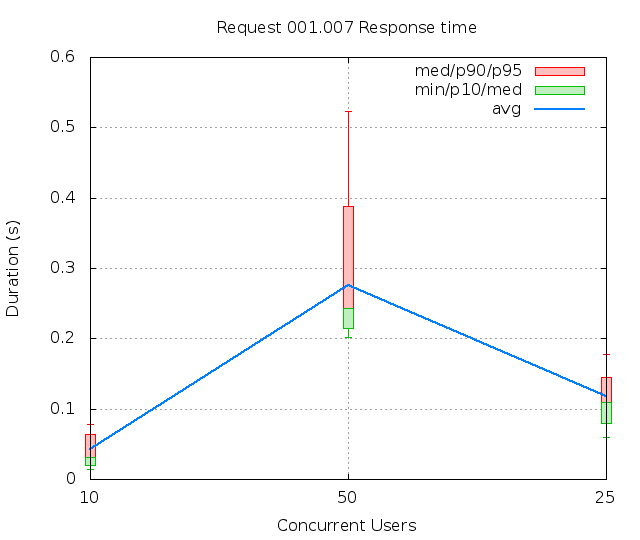 Request 001.007 Response time
med/p90/p95
min/p10/med
avg
Duration (s)
0.6
0.5
0.4
0.3
0.2
0.1
0
10 50 25
Concurrent Users